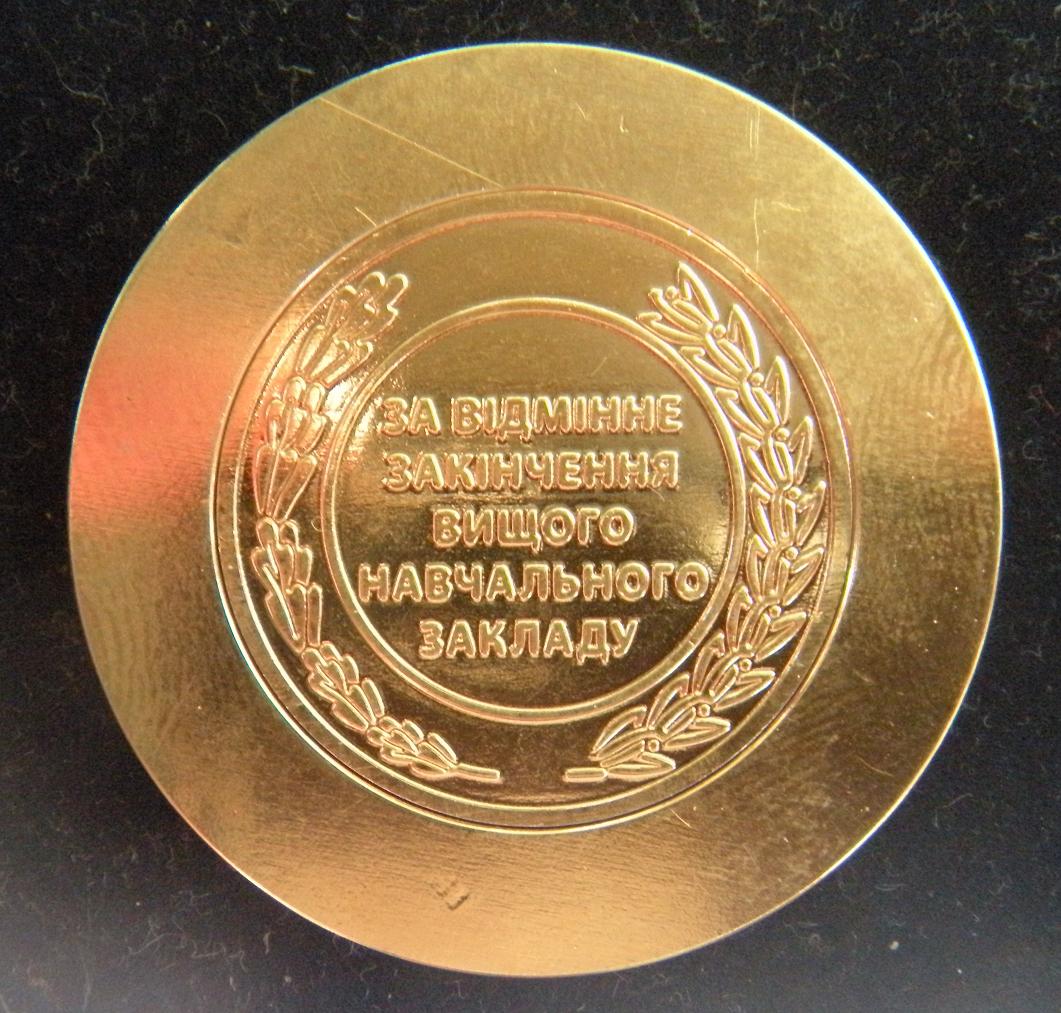 ЗА ВІДМІННЕ
ЗАКІНЧЕННЯ
ВИЩОГО
НАВЧАЛЬНОГО
ЗАКЛАДУ